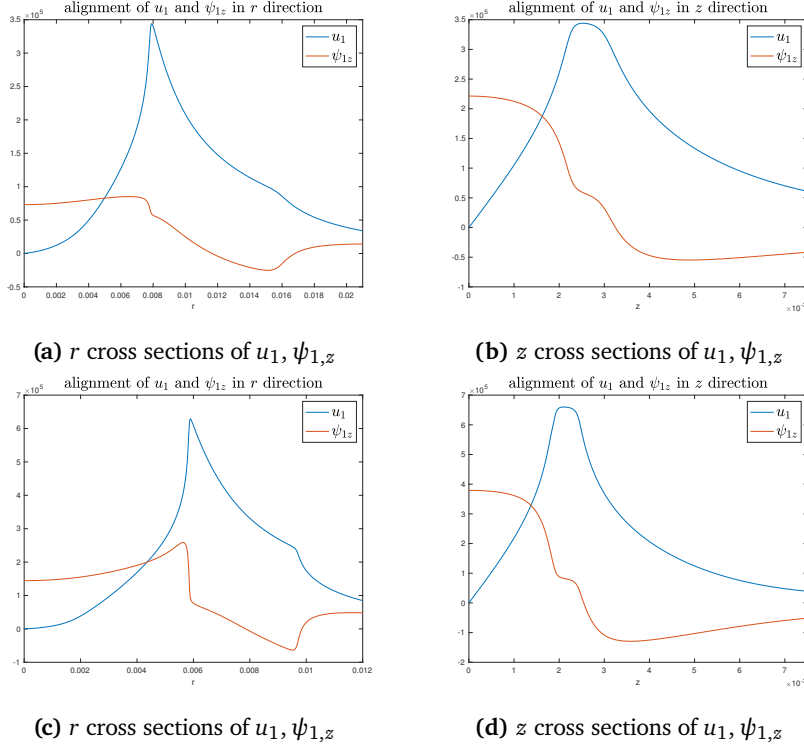 alignment of u₁ and ψ₁z in r direction
×10⁵
u₁
ψ₁z
3.5
3
2.5
2
1.5
1
0.5
0
-0.5
0 0.002 0.004 0.006 0.008 0.01 0.012 0.014 0.016 0.018 0.02
r
(a) r cross sections of u₁, ψ₁,z
alignment of u₁ and ψ₁z in z direction
×10⁵
u₁
ψ₁z
3.5
3
2.5
2
1.5
1
0.5
0
-0.5
-1
0 1 2 3 4 5 6 7
z
(b) z cross sections of u₁, ψ₁,z
alignment of u₁ and ψ₁z in r direction
×10⁵
u₁
ψ₁z
7
6
5
4
3
2
1
0
-1
0 0.002 0.004 0.006 0.008 0.01 0.012
r
(c) r cross sections of u₁, ψ₁,z
alignment of u₁ and ψ₁z in z direction
×10⁵
u₁
ψ₁z
7
6
5
4
3
2
1
0
-1
-2
0 1 2 3 4 5 6 7
z
(d) z cross sections of u₁, ψ₁,z